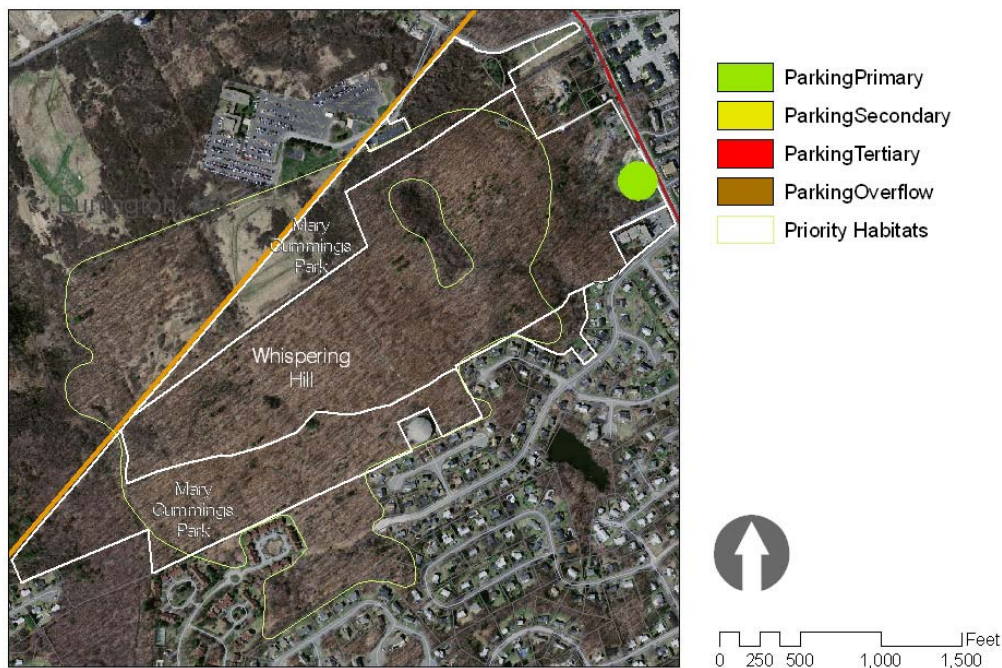 Burlington
Mary
Cummings
Park
Whispering
Hill
Mary
Cummings
Park
ParkingPrimary
ParkingSecondary
ParkingTertiary
ParkingOverflow
Priority Habitats
Feet
0 250 500 1,000 1,500